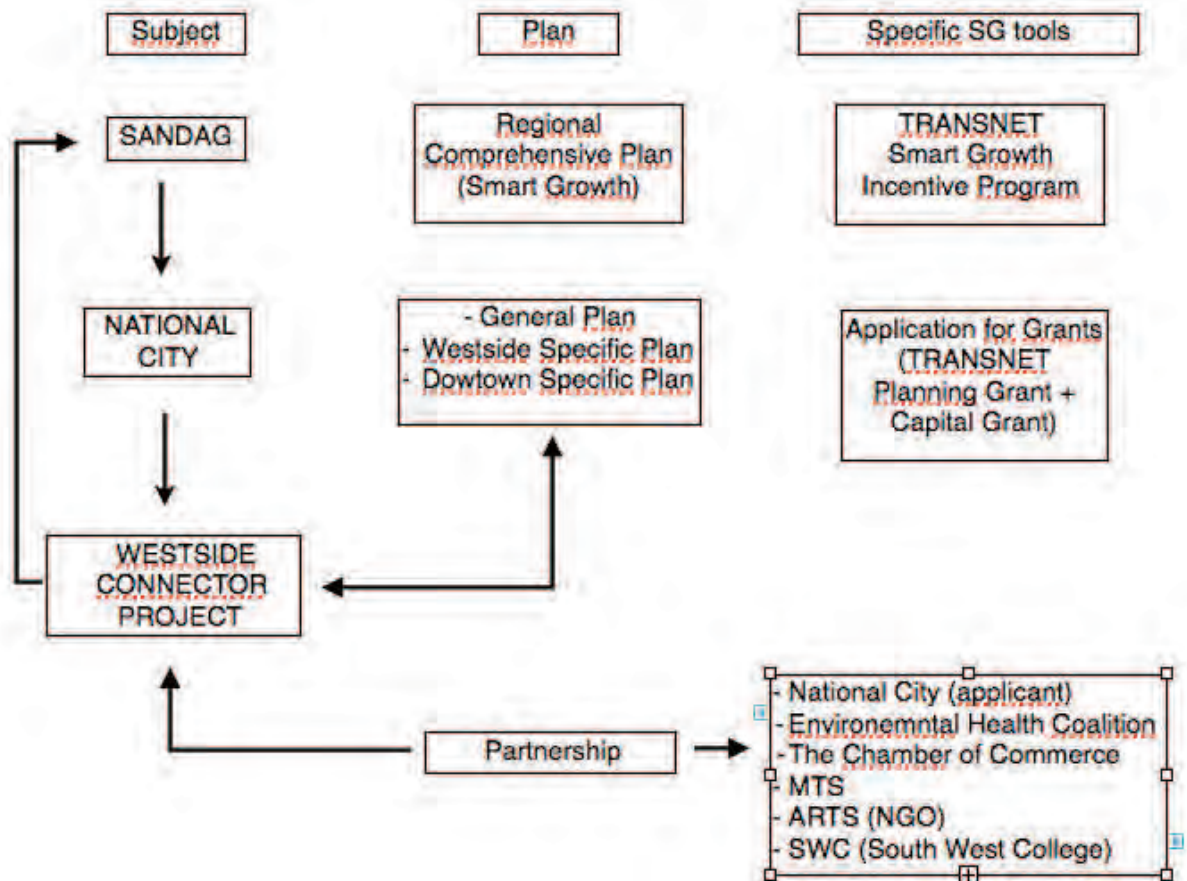 Subject
Plan
Specific SG tools
SANDAG
Regional
Comprehensive Plan
(Smart Growth)
TRANSNET
Smart Growth
Incentive Program
NATIONAL
CITY
- General Plan
- Westside Specific Plan
- Dowtown Specific Plan
Application for Grants
(TRANSNET
Planning Grant +
Capital Grant)
WESTSIDE
CONNECTOR
PROJECT
Partnership
- National City (applicant)
- Environemntal Health Coalition
- The Chamber of Commerce
- MTS
- ARTS (NGO)
- SWC (South West College)